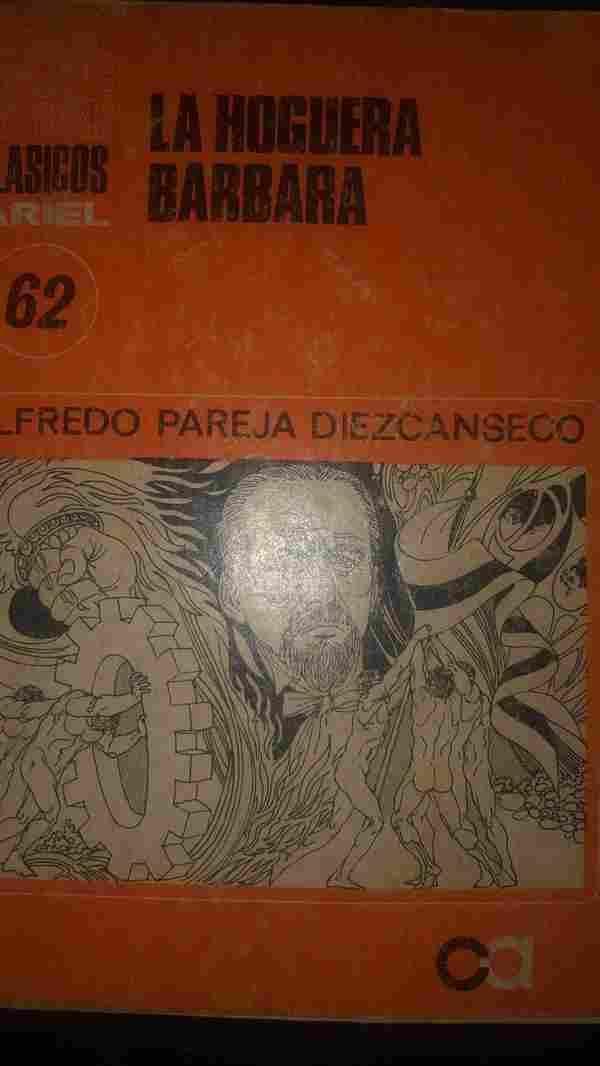 LA HOGUERA
BARBARA
LASICOS
ARIEL
62
LFREDO PAREJA DIEZCANSECO
ca